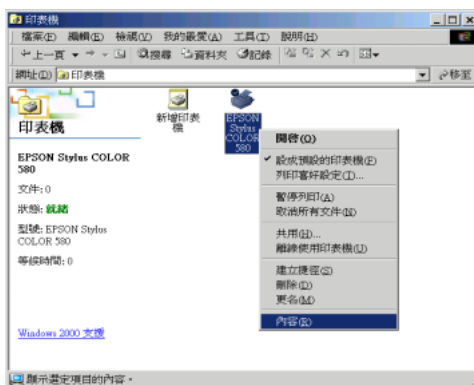 印表機
檔案(F) 編輯(E) 檢視(V) 我的最愛(A) 工具(T) 說明(H)
上一頁 搜尋 資料夾 記錄
網址(D) 印表機 移至
印表機
EPSON Stylus COLOR
580
文件: 0
狀態: 就緒
型號: EPSON Stylus
COLOR 580
等候時間: 0
Windows 2000 支援
新增印表
機
EPSON
Stylus
COLOR
580
開啓(O)
設成預設的印表機(F)
列印喜好設定(T)...
暫停列印(A)
取消所有文件(N)
共用(H)...
離線使用印表機(U)
建立捷徑(S)
刪除(D)
更名(M)
內容(R)
顯示選定項目的內容。